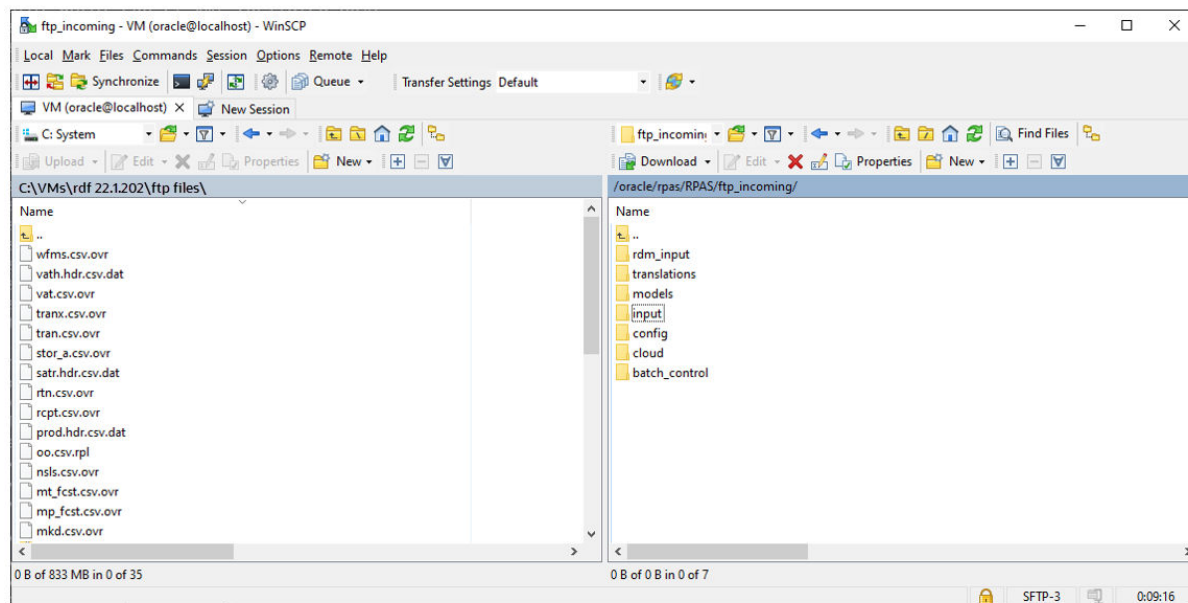 ftp_incoming - VM (oracle@localhost) - WinSCP
Local Mark Files Commands Session Options Remote Help
Synchronize Queue Transfer Settings Default
VM (oracle@localhost) New Session
C: System
ftp_incomin Find Files
Upload Edit Properties New
Download Edit Properties New
C:\VMs\rdf 22.1.202\ftp files\
Name
..
wfms.csv.ovr
vath.hdr.csv.dat
vat.csv.ovr
tranx.csv.ovr
tran.csv.ovr
stor_a.csv.ovr
satr.hdr.csv.dat
rtn.csv.ovr
rcpt.csv.ovr
prod.hdr.csv.dat
oo.csv.rpl
nsls.csv.ovr
mt_fcst.csv.ovr
mp_fcst.csv.ovr
mkd.csv.ovr
0 B of 833 MB in 0 of 35
/oracle/rpas/RPAS/ftp_incoming/
Name
..
rdm_input
translations
models
input
config
cloud
batch_control
0 B of 0 B in 0 of 7
SFTP-3 0:09:16